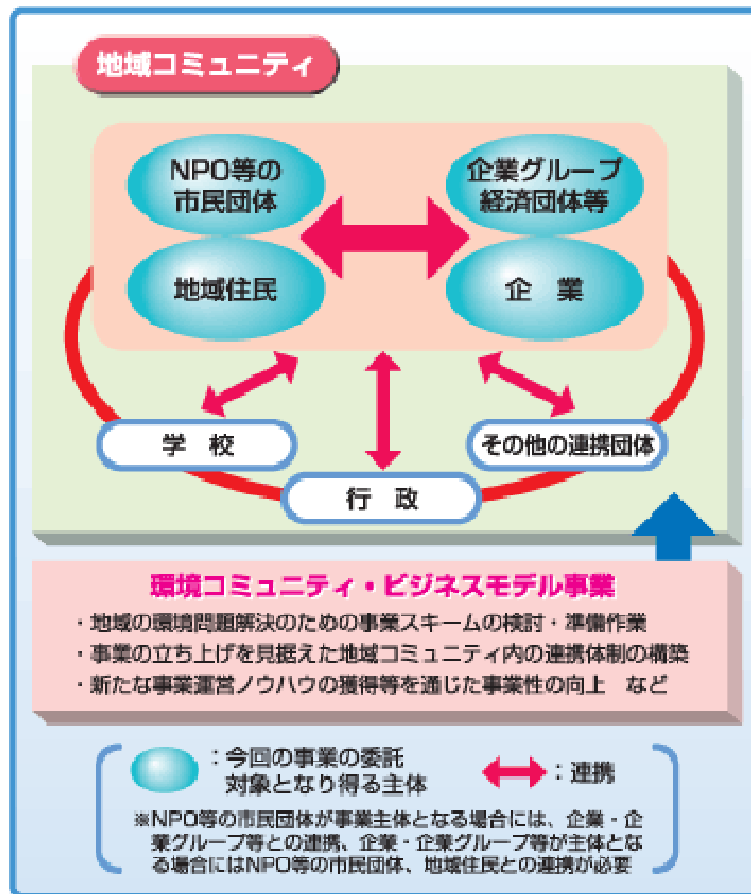 地域コミュニティ
NPO等の
市民団体
企業グループ
経済団体等
地域住民
企 業
学 校
その他の連携団体
行 政
環境コミュニティ・ビジネスモデル事業
・地域の環境問題解決のための事業スキームの検討・準備作業
・事業の立ち上げを見据えた地域コミュニティ内の連携体制の構築
・新たな事業運営ノウハウの獲得等を通じた事業性の向上 など
：今回の事業の委託
対象となり得る主体
：連携
※NPO等の市民団体が事業主体となる場合には、企業・企
業グループ等との連携、企業・企業グループ等が主体とな
る場合にはNPO等の市民団体、地域住民との連携が必要